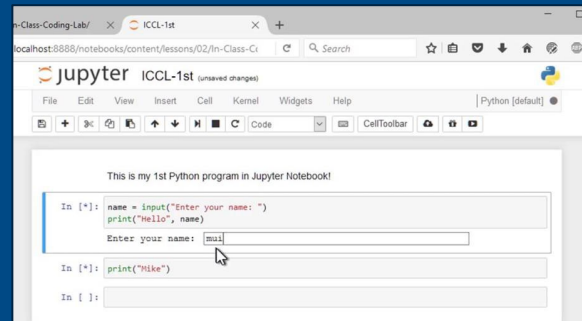 n-Class-Coding-Lab/
ICCL-1st
localhost:8888/notebooks/content/lessons/02/In-Class-Co
Search
jupyter ICCL-1st (unsaved changes)
File Edit View Insert Cell Kernel Widgets Help Python [default]
Code CellToolbar
This is my 1st Python program in Jupyter Notebook!
In [*]: name = input("Enter your name: ")
print("Hello", name)
Enter your name: mui
In [*]: print("Mike")
In [ ]: